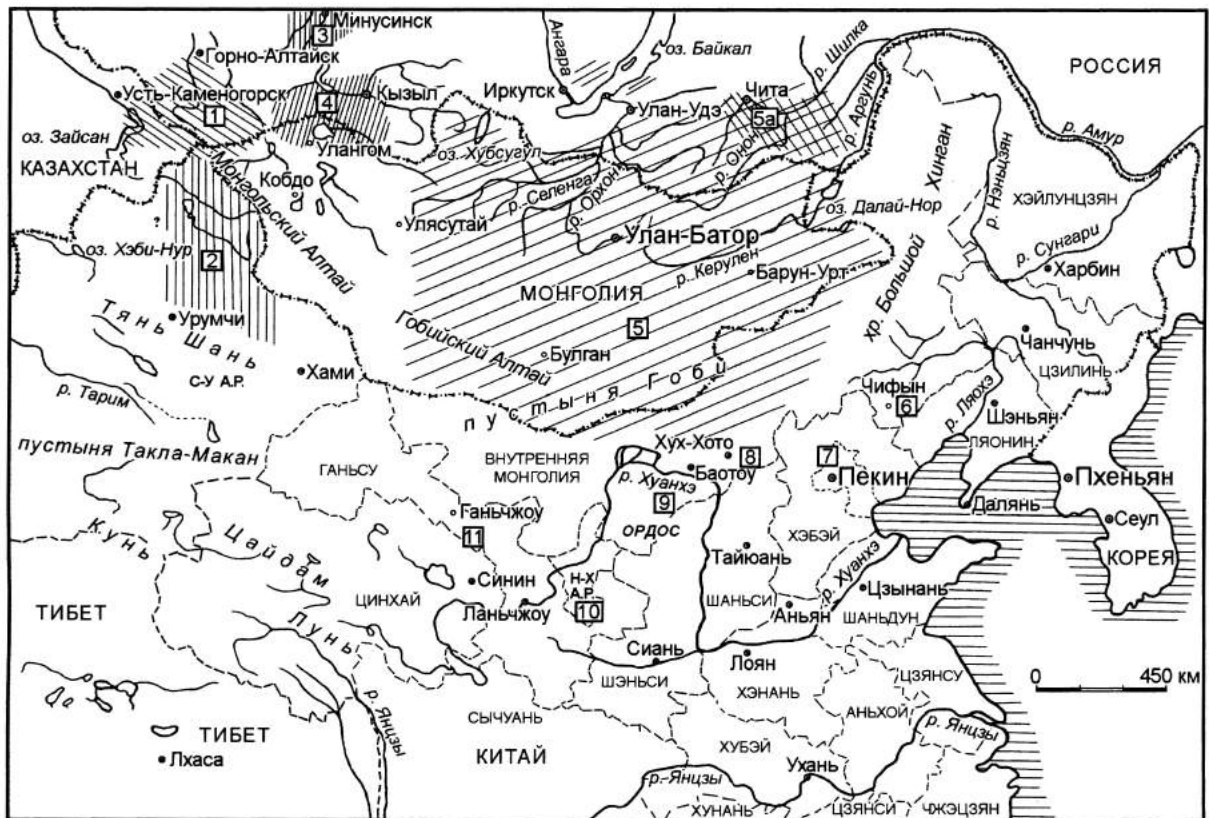 Минусинск
3
Горно-Алтайск
Ангара
оз. Байкал
р. Шилка
РОССИЯ
Усть-Каменогорск
1
4
Кызыл
Иркутск
Улан-Удэ
Чита
5а
р. Аргунь
р. Амур
оз. Зайсан
Улангом
оз. Хубсугул
р. Онон
Хинган
р. Нэньцзян
КАЗАХСТАН
Монгольский Алтай
Кобдо
р. Селенга
р. Орхон
ХЭЙЛУНЦЗЯН
?
Улясутай
оз. Далай-Нор
оз. Хэби-Нур
2
Улан-Батор
хр. Большой
р. Сунгари
р. Керулен
Барун-Урт
Харбин
МОНГОЛИЯ
Урумчи
Гобийский Алтай
5
Тянь Шань
Булган
Чанчунь
С-У А.Р.
Хами
ЦЗИЛИНЬ
р. Тарим
пустыня Гоби
Чифын
6
р. Ляохэ
Шэньян
пустыня Такла-Макан
ЛЯОНИН
ГАНЬСУ
ВНУТРЕННЯЯ
МОНГОЛИЯ
Хух-Хото
8
7
Баотоу
Пекин
Пхеньян
р. Хуанхэ
9
Ганьчжоу
ОРДОС
Далянь
Сеул
Кунь
Цайдам
11
ХЭБЭЙ
Тайюань
р. Хуанхэ
КОРЕЯ
Синин
Н-Х
А.Р.
10
Цзынань
ТИБЕТ
ЦИНХАЙ
Ланьчжоу
ШАНЬСИ
Аньян
ШАНЬДУН
Лунь
Сиань
Лоян
0 450 км
ШЭНЬСИ
ХЭНАНЬ
ЦЗЯНСУ
р. Янцзы
СЫЧУАНЬ
АНЬХОЙ
ТИБЕТ
КИТАЙ
ХУБЭЙ
р. Янцзы
Лхаса
р. Янцзы
Ухань
ХУНАНЬ
ЦЗЯНСИ
ЧЖЭЦЗЯН